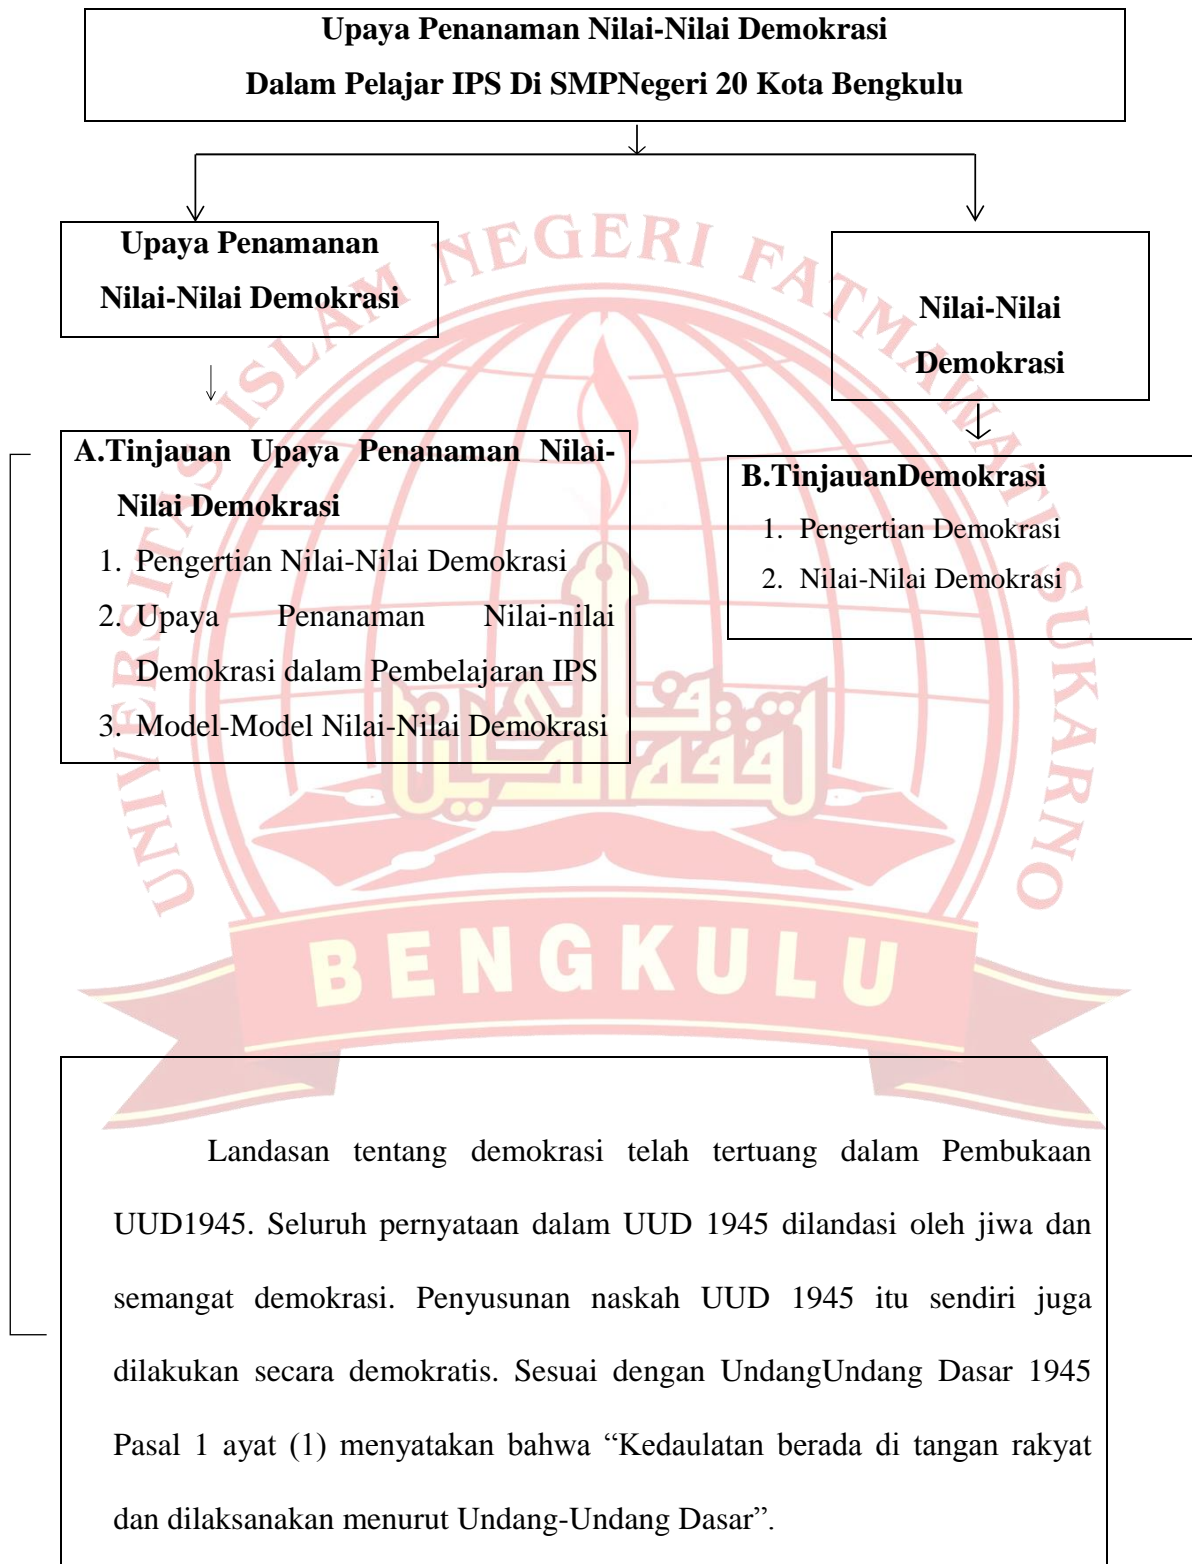 Upaya Penanaman Nilai-Nilai Demokrasi
Dalam Pelajar IPS Di SMPNegeri 20 Kota Bengkulu
Upaya Penamanan
Nilai-Nilai Demokrasi
Nilai-Nilai
Demokrasi
A.Tinjauan Upaya Penanaman Nilai-
Nilai Demokrasi
1. Pengertian Nilai-Nilai Demokrasi
2. Upaya Penanaman Nilai-nilai
Demokrasi dalam Pembelajaran IPS
3. Model-Model Nilai-Nilai Demokrasi
B.TinjauanDemokrasi
1. Pengertian Demokrasi
2. Nilai-Nilai Demokrasi
UNIVERSITAS ISLAM NEGERI FATMAWATI SUKARNO
BENGKULU
Landasan tentang demokrasi telah tertuang dalam Pembukaan
UUD1945. Seluruh pernyataan dalam UUD 1945 dilandasi oleh jiwa dan
semangat demokrasi. Penyusunan naskah UUD 1945 itu sendiri juga
dilakukan secara demokratis. Sesuai dengan UndangUndang Dasar 1945
Pasal 1 ayat (1) menyatakan bahwa “Kedaulatan berada di tangan rakyat
dan dilaksanakan menurut Undang-Undang Dasar”.